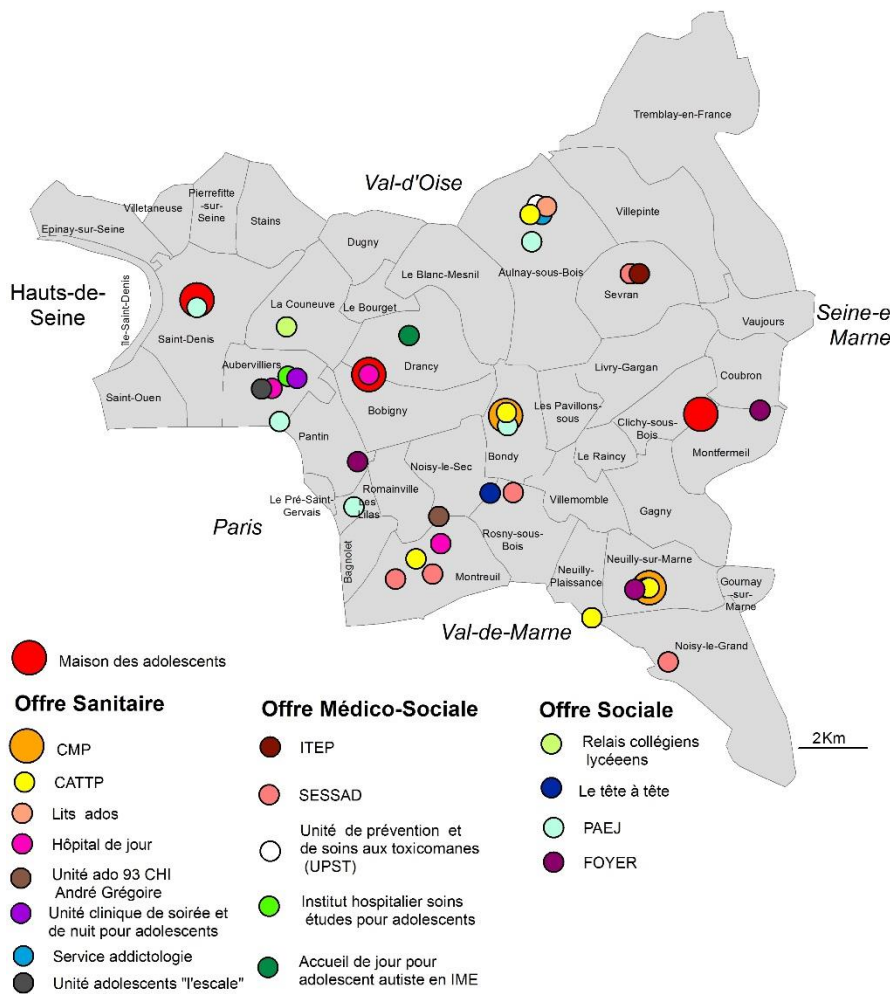 Tremblay-en-France
Val-d'Oise
Pierrefitte
-sur-
Seine
Villetaneuse
Stains
Epinay-sur-Seine
Villepinte
Dugny
Le Blanc-Mesnil
Aulnay-sous-Bois
Hauts-de-
Seine
Île-Saint-Denis
La Couneuve
Le Bourget
Sevran
Seine-e
Marne
Vaujours
Saint-Denis
Aubervilliers
Drancy
Livry-Gargan
Coubron
Saint-Ouen
Bobigny
Les Pavillons-
sous
Clichy-sous-
Bois
Pantin
Bondy
Montfermeil
Noisy-le-Sec
Le Raincy
Le Pré-Saint-
Gervais
Romainville
Les
Lilas
Villemomble
Gagny
Paris
Rosny-sous-
Bois
Bagnolet
Montreuil
Neuilly-
Plaissance
Neuilly-sur-Marne
Gournay
-sur-
Marne
Val-de-Marne
Noisy-le-Grand
Maison des adolescents
Offre Sanitaire
CMP
CATTP
Lits ados
Hôpital de jour
Unité ado 93 CHI
André Grégoire
Unité clinique de soirée et
de nuit pour adolescents
Service addictologie
Unité adolescents "l'escale"
Offre Médico-Sociale
ITEP
SESSAD
Unité de prévention et
de soins aux toxicomanes
(UPST)
Institut hospitalier soins
études pour adolescents
Accueil de jour pour
adolescent autiste en IME
Offre Sociale
Relais collégiens
lycéeens
Le tête à tête
PAEJ
FOYER
2Km